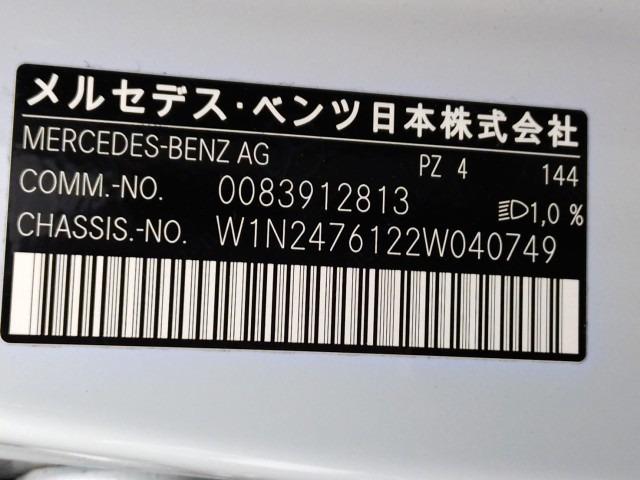 メルセデス・ベンツ日本株式会社
MERCEDES-BENZ AG PZ 4 144
COMM.-NO. 0083912813 1,0 %
CHASSIS.-NO. W1N2476122W040749